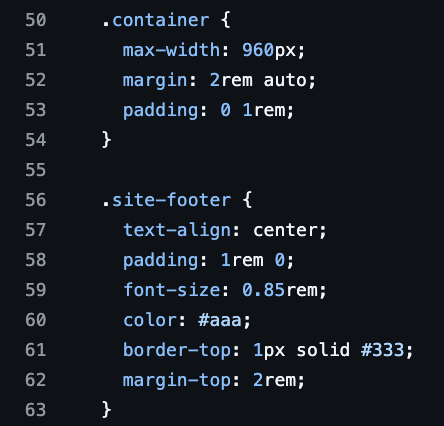 50 .container {
51 max-width: 960px;
52 margin: 2rem auto;
53 padding: 0 1rem;
54 }
55
56 .site-footer {
57 text-align: center;
58 padding: 1rem 0;
59 font-size: 0.85rem;
60 color: #aaa;
61 border-top: 1px solid #333;
62 margin-top: 2rem;
63 }